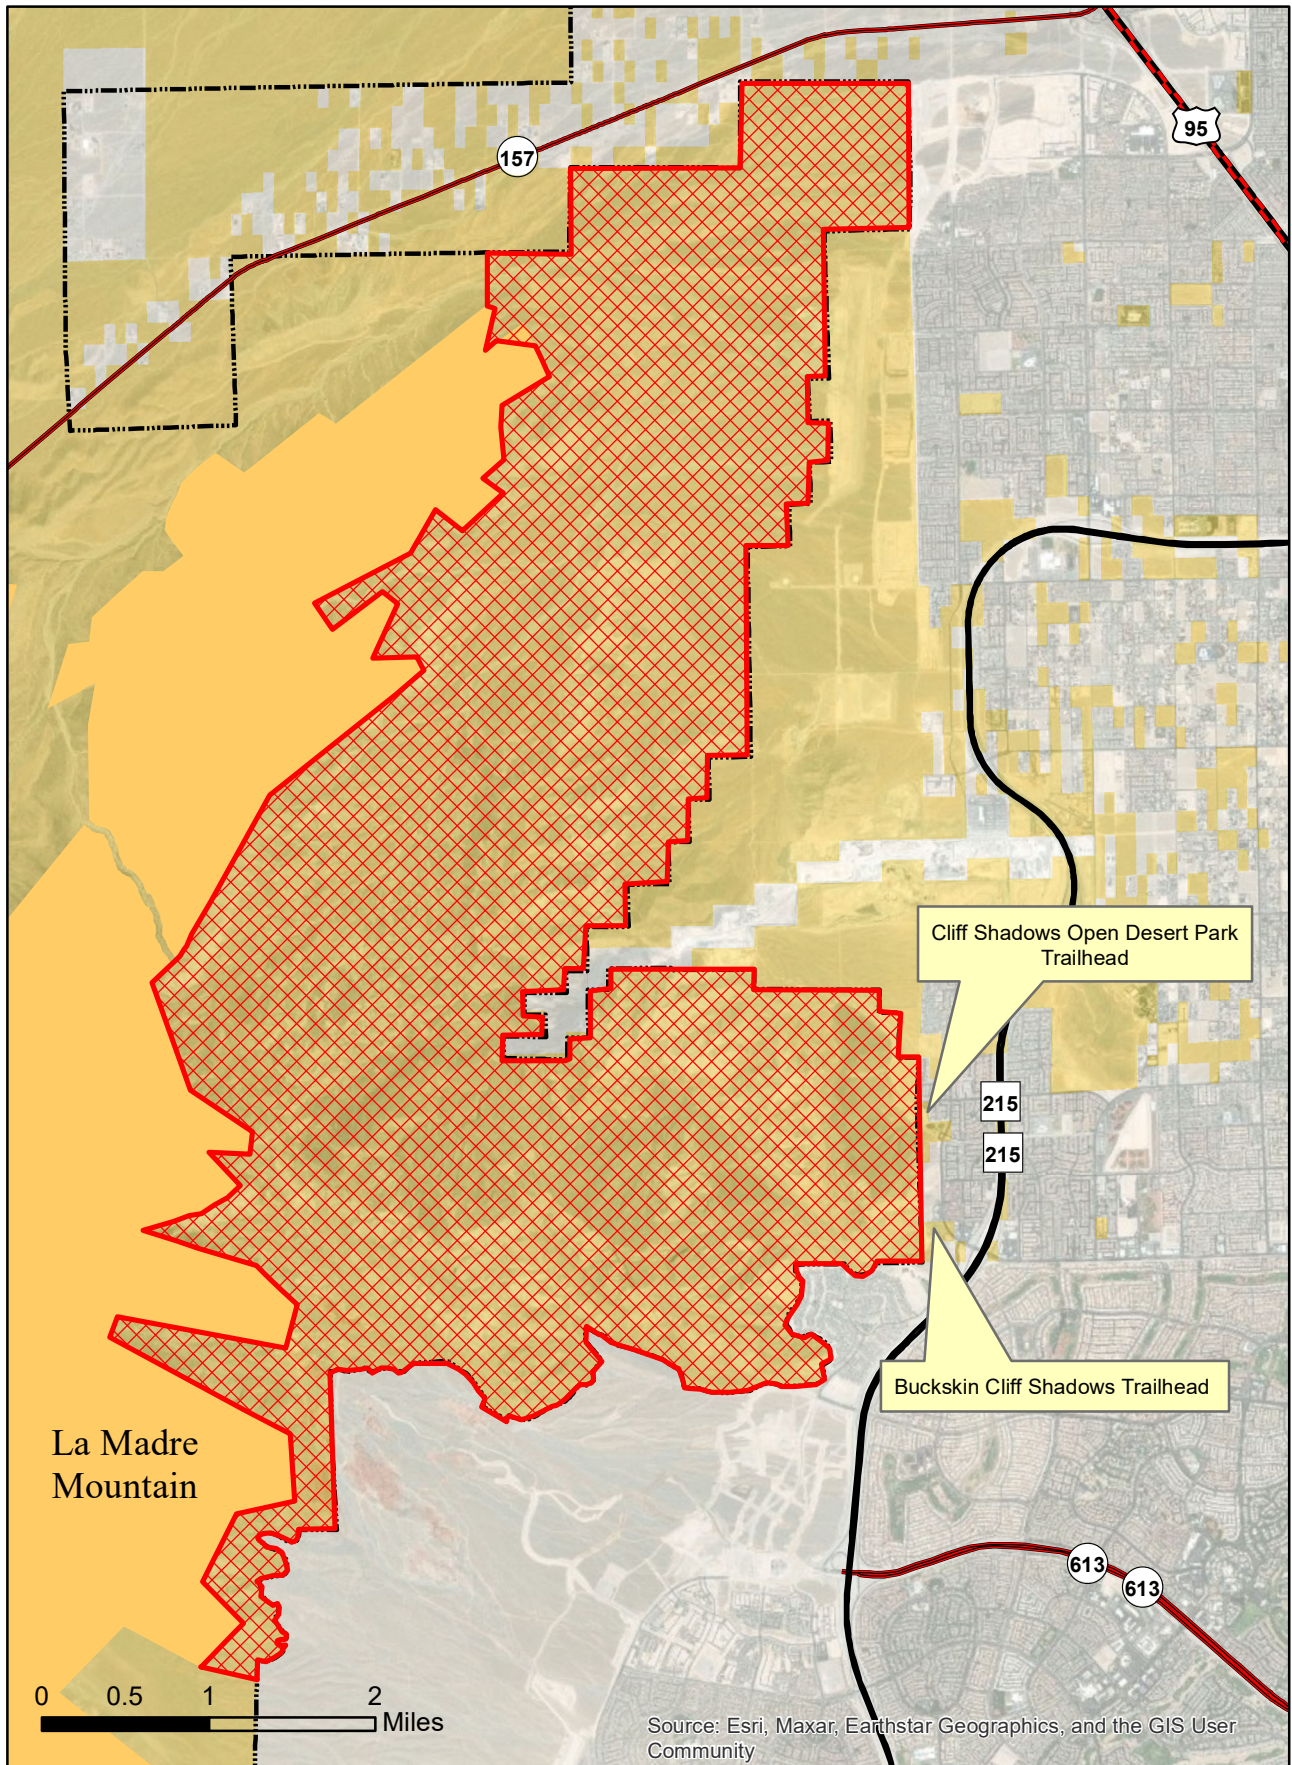 95
157
Cliff Shadows Open Desert Park
Trailhead
215
215
Buckskin Cliff Shadows Trailhead
La Madre
Mountain
613
613
0 0.5 1 2
Miles
Source: Esri, Maxar, Earthstar Geographics, and the GIS User
Community